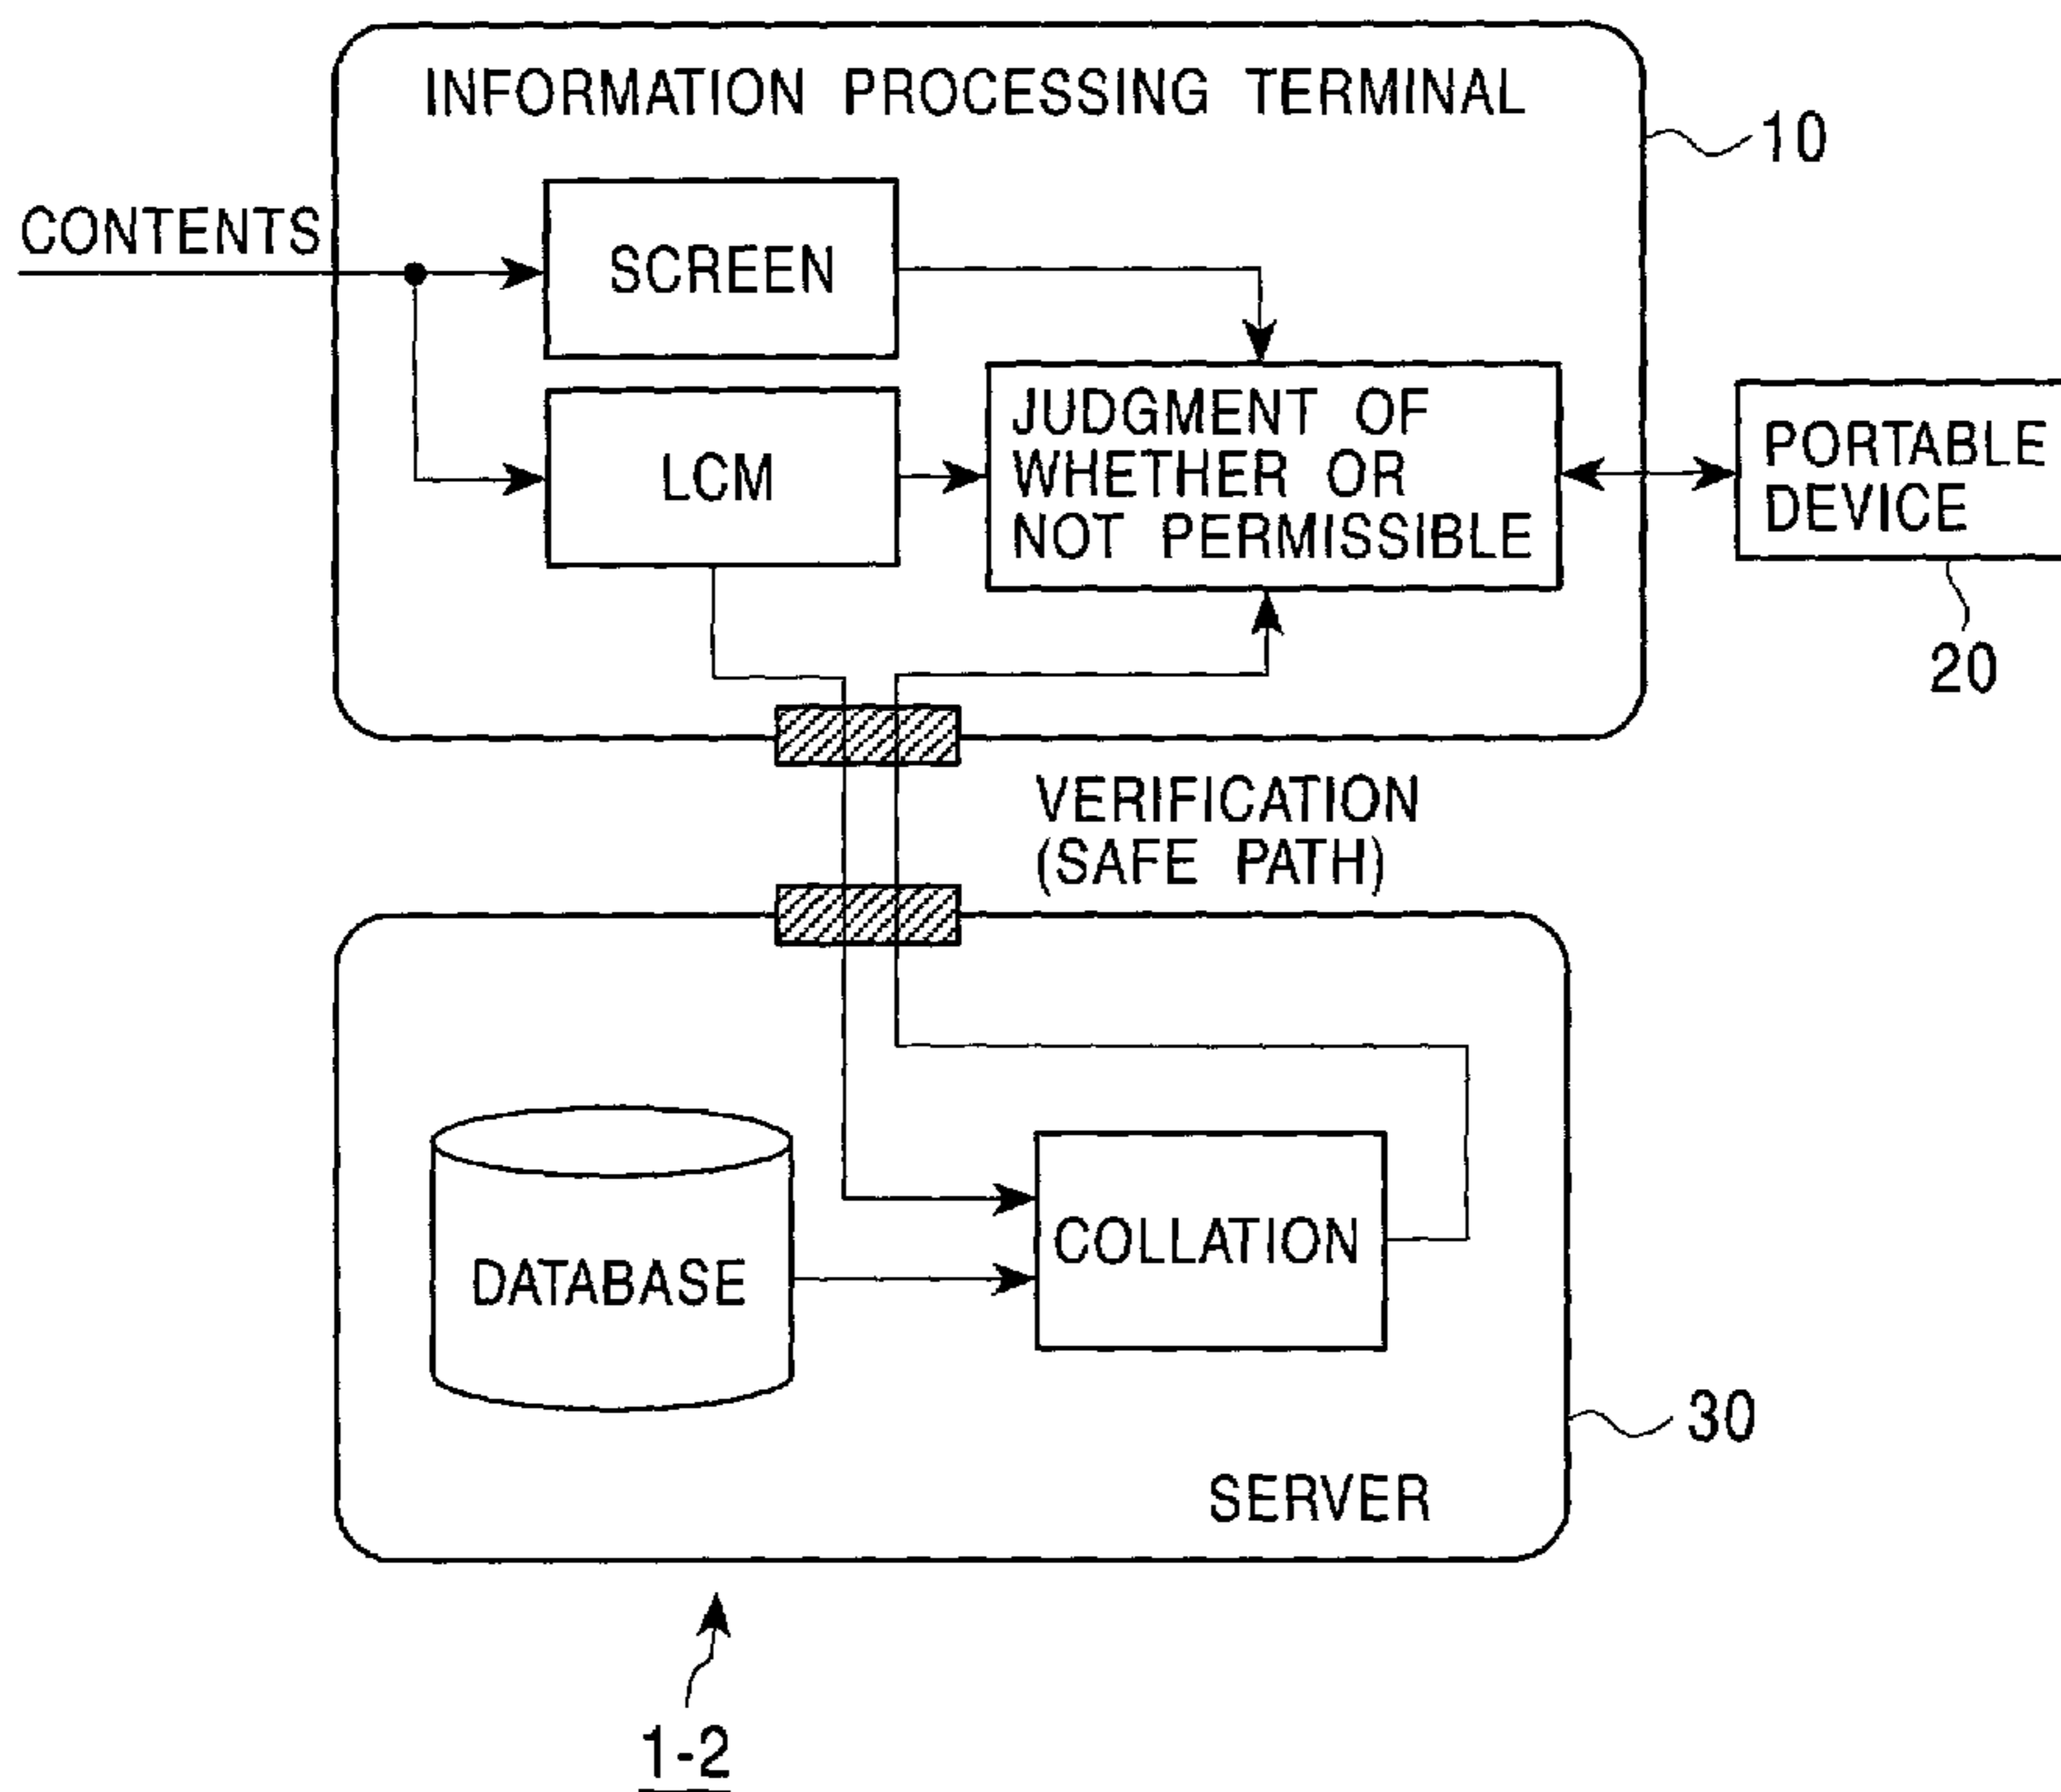 INFORMATION PROCESSING TERMINAL
10
CONTENTS
SCREEN
LCM
JUDGMENT OF
WHETHER OR
NOT PERMISSIBLE
PORTABLE
DEVICE
20
VERIFICATION
(SAFE PATH)
DATABASE
COLLATION
30
SERVER
1-2